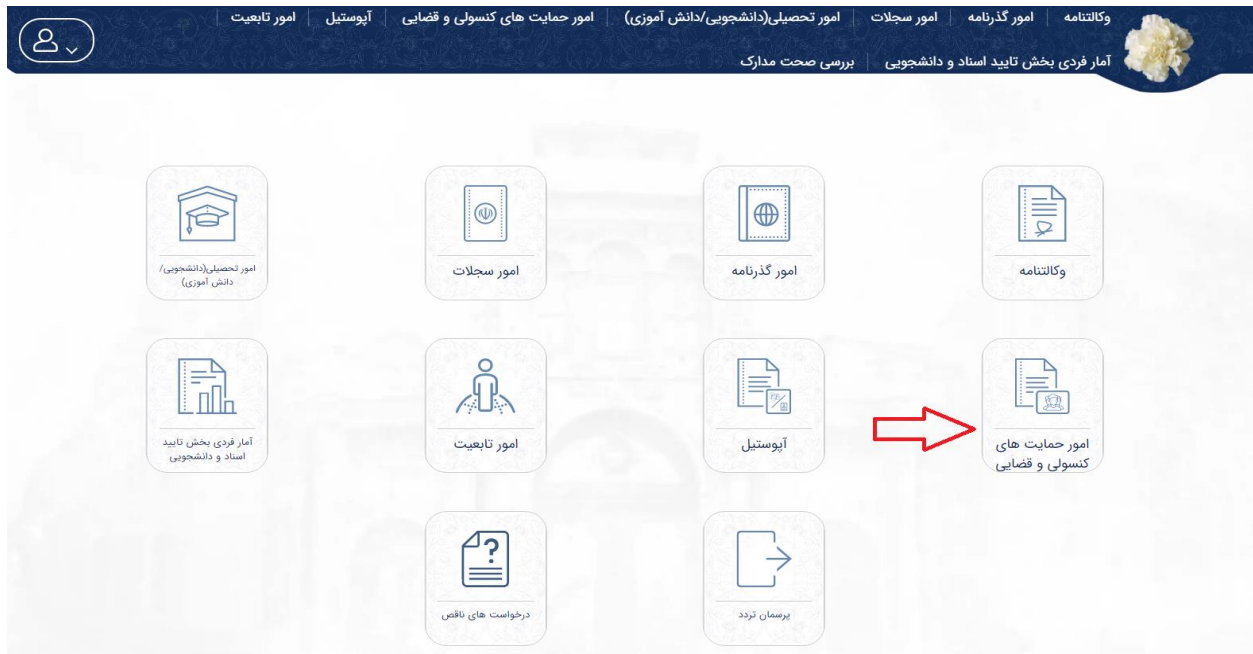 وکالتنامه
امور گذرنامه
امور سجلات
امور تحصیلی(دانشجویی/دانش آموزی)
امور حمایت های کنسولی و قضایی
آپوستیل
امور تابعیت
آمار فردی بخش تایید اسناد و دانشجویی
بررسی صحت مدارک
وکالتنامه
امور گذرنامه
امور سجلات
امور تحصیلی(دانشجویی/
دانش آموزی)
امور حمایت های
کنسولی و قضایی
آپوستیل
امور تابعیت
آمار فردی بخش تایید
اسناد و دانشجویی
پرسمان تردد
درخواست های ناقص